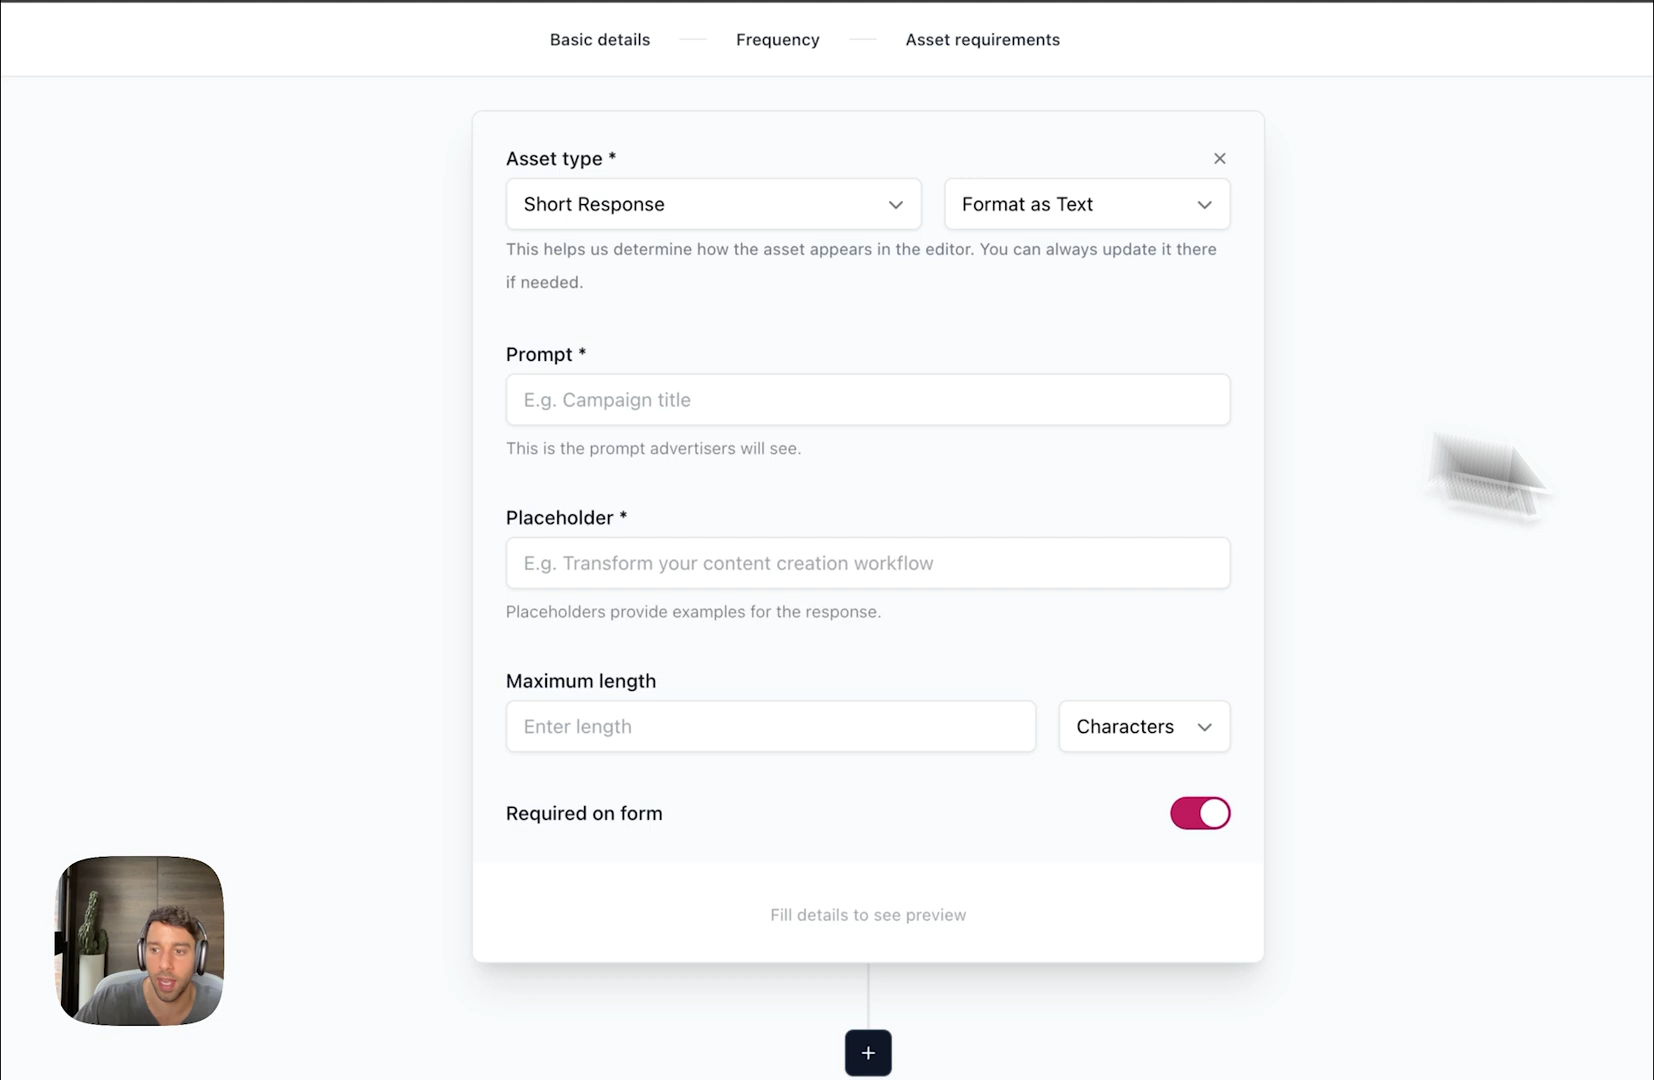 Basic details
Frequency
Asset requirements
Asset type *
Short Response
Format as Text
This helps us determine how the asset appears in the editor. You can always update it there
if needed.
Prompt *
E.g. Campaign title
This is the prompt advertisers will see.
Placeholder *
E.g. Transform your content creation workflow
Placeholders provide examples for the response.
Maximum length
Enter length
Characters
Required on form
Fill details to see preview